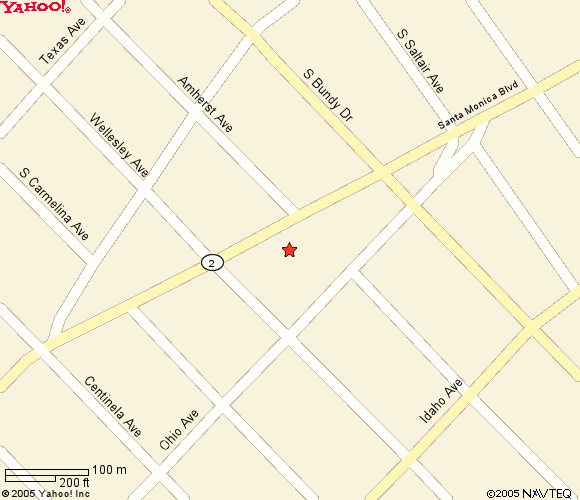 YAHOO!
Texas Ave
S Saltair Ave
S Bundy Dr
Amherst Ave
Santa Monica Blvd
Wellesley Ave
S Carmelina Ave
2
Centinela Ave
Ohio Ave
Idaho Ave
100 m
200 ft
©2005 Yahoo! Inc
©2005 NAVTEQ